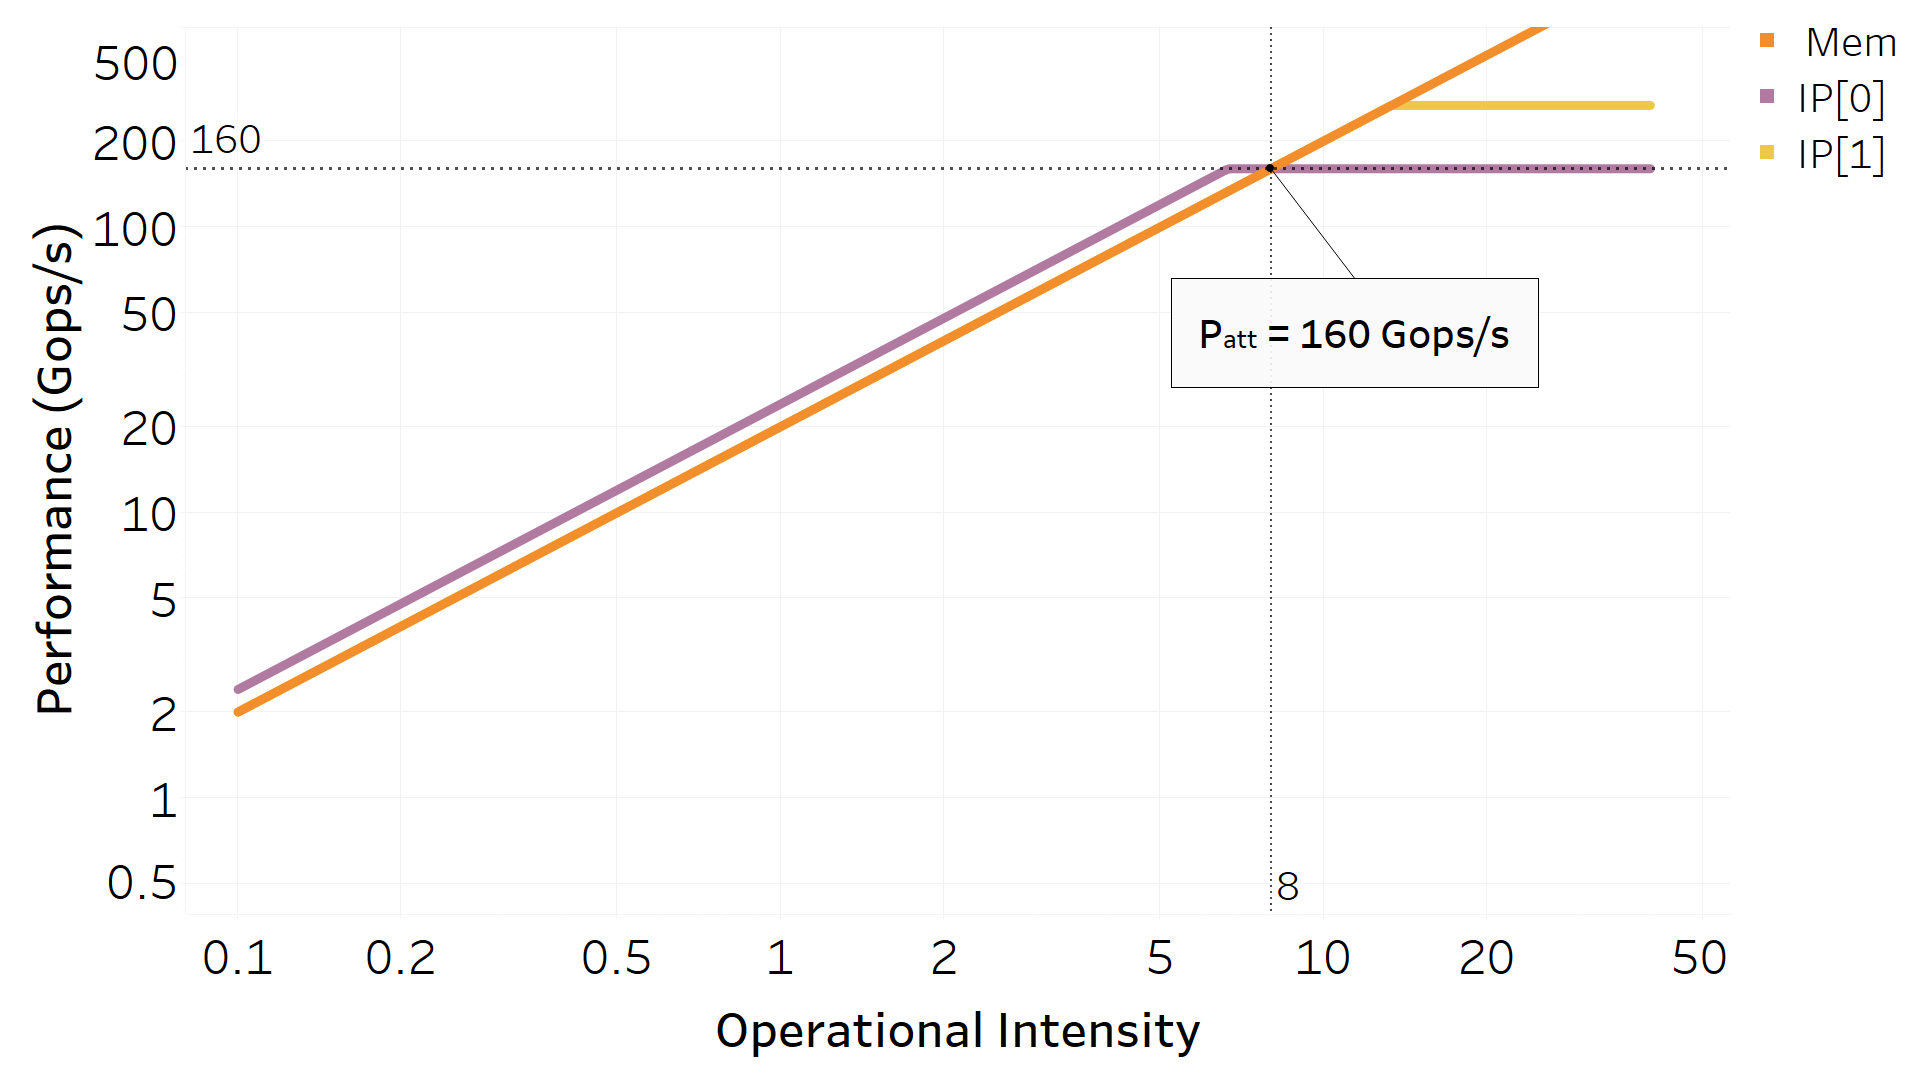 Mem
IP[0]
IP[1]
500
200
160
100
50
20
10
5
2
1
0.5
Performance (Gops/s)
Patt = 160 Gops/s
8
0.1 0.2 0.5 1 2 5 10 20 50
Operational Intensity